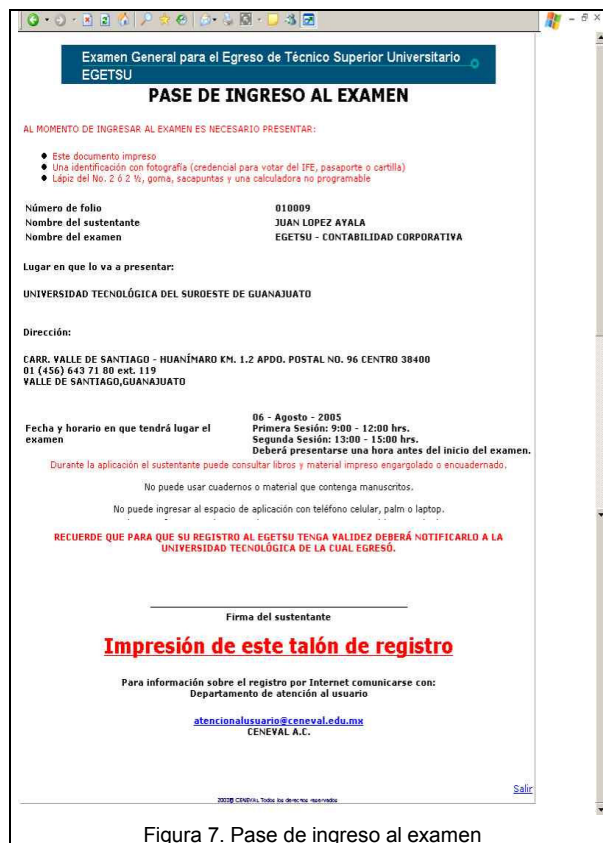 Examen General para el Egreso de Técnico Superior Universitario
EGETSU
PASE DE INGRESO AL EXAMEN
AL MOMENTO DE INGRESAR AL EXAMEN ES NECESARIO PRESENTAR:
Este documento impreso
Una identificación con fotografía (credencial para votar del IFE, pasaporte o cartilla)
Lápiz del No. 2 ó 2 ½, goma, sacapuntas y una calculadora no programable
Número de folio 010009
Nombre del sustentante JUAN LOPEZ AYALA
Nombre del examen EGETSU - CONTABILIDAD CORPORATIVA
Lugar en que lo va a presentar:
UNIVERSIDAD TECNOLÓGICA DEL SUROESTE DE GUANAJUATO
Dirección:
CARR. VALLE DE SANTIAGO - HUANÍMARO KM. 1.2 APDO. POSTAL NO. 96 CENTRO 38400
01 (456) 643 71 80 ext. 119
VALLE DE SANTIAGO,GUANAJUATO
Fecha y horario en que tendrá lugar el
examen
06 - Agosto - 2005
Primera Sesión: 9:00 - 12:00 hrs.
Segunda Sesión: 13:00 - 15:00 hrs.
Deberá presentarse una hora antes del inicio del examen.
Durante la aplicación el sustentante puede consultar libros y material impreso engargolado o encuadernado.
No puede usar cuadernos o material que contenga manuscritos.
No puede ingresar al espacio de aplicación con teléfono celular, palm o laptop.
RECUERDE QUE PARA QUE SU REGISTRO AL EGETSU TENGA VALIDEZ DEBERÁ NOTIFICARLO A LA
UNIVERSIDAD TECNOLÓGICA DE LA CUAL EGRESÓ.
Firma del sustentante
Impresión de este talón de registro
Para información sobre el registro por Internet comunicarse con:
Departamento de atención al usuario
atencionalusuario@ceneval.edu.mx
CENEVAL A.C.
Salir
2003® CENEVAL Todos los derechos reservados
Figura 7. Pase de ingreso al examen